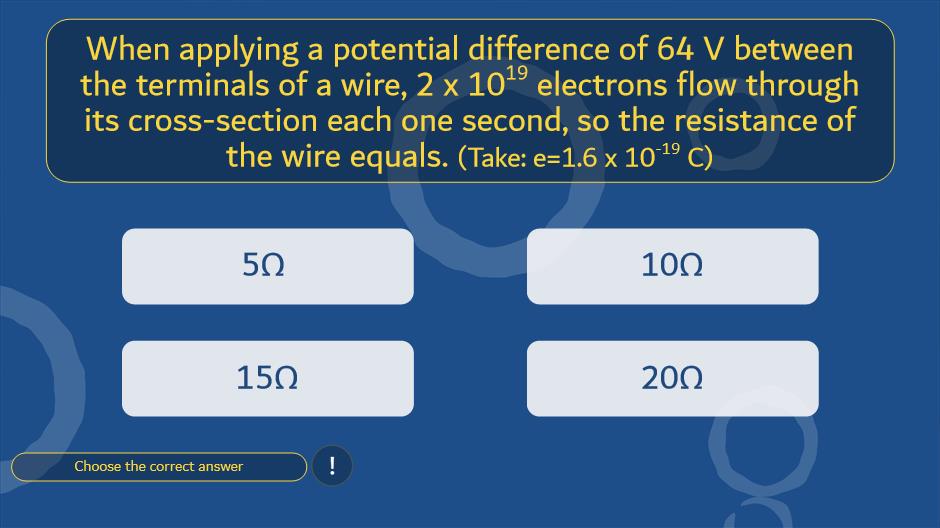 When applying a potential difference of 64 V between
the terminals of a wire, 2 x 10¹⁹ electrons flow through
its cross-section each one second, so the resistance of
the wire equals. (Take: e=1.6 x 10⁻¹⁹ C)
5Ω
10Ω
15Ω
20Ω
Choose the correct answer
!